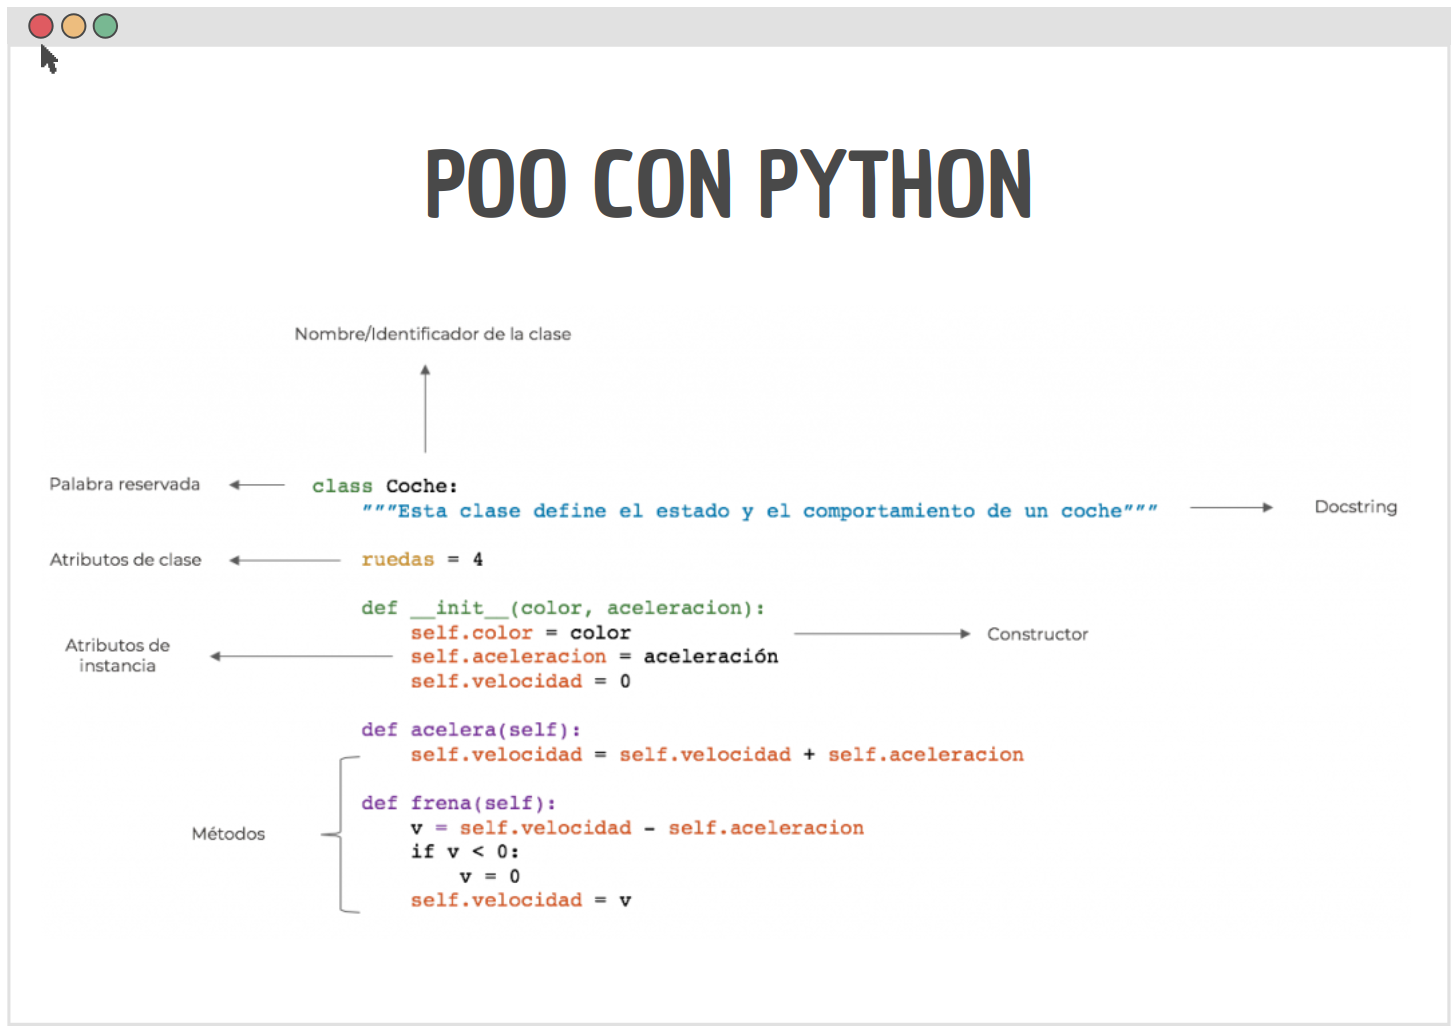 POO CON PYTHON
Nombre/Identificador de la clase
Palabra reservada
class Coche:
"""Esta clase define el estado y el comportamiento de un coche"""
Docstring
Atributos de clase
ruedas = 4
def __init__(color, aceleracion):
self.color = color
Constructor
Atributos de
instancia
self.aceleracion = aceleración
self.velocidad = 0
def acelera(self):
self.velocidad = self.velocidad + self.aceleracion
def frena(self):
Métodos
v = self.velocidad - self.aceleracion
if v < 0:
v = 0
self.velocidad = v